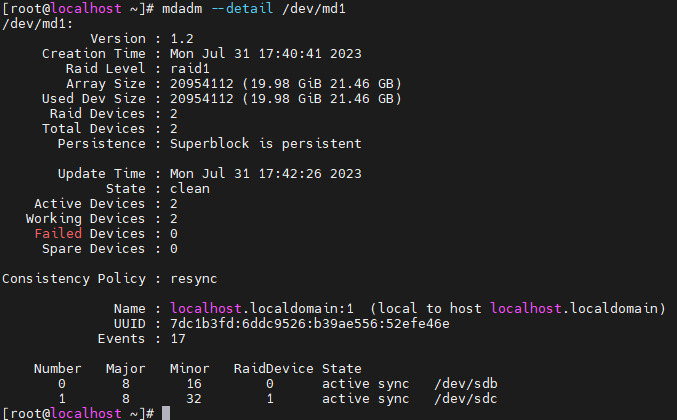 [root@localhost ~]# mdadm --detail /dev/md1
/dev/md1:
           Version : 1.2
     Creation Time : Mon Jul 31 17:40:41 2023
        Raid Level : raid1
        Array Size : 20954112 (19.98 GiB 21.46 GB)
     Used Dev Size : 20954112 (19.98 GiB 21.46 GB)
      Raid Devices : 2
     Total Devices : 2
       Persistence : Superblock is persistent

       Update Time : Mon Jul 31 17:42:26 2023
             State : clean
    Active Devices : 2
   Working Devices : 2
    Failed Devices : 0
     Spare Devices : 0

Consistency Policy : resync

              Name : localhost.localdomain:1  (local to host localhost.localdomain)
              UUID : 7dc1b3fd:6ddc9526:b39ae556:52efe46e
            Events : 17

    Number   Major   Minor   RaidDevice State
       0       8       16        0      active sync   /dev/sdb
       1       8       32        1      active sync   /dev/sdc
[root@localhost ~]#